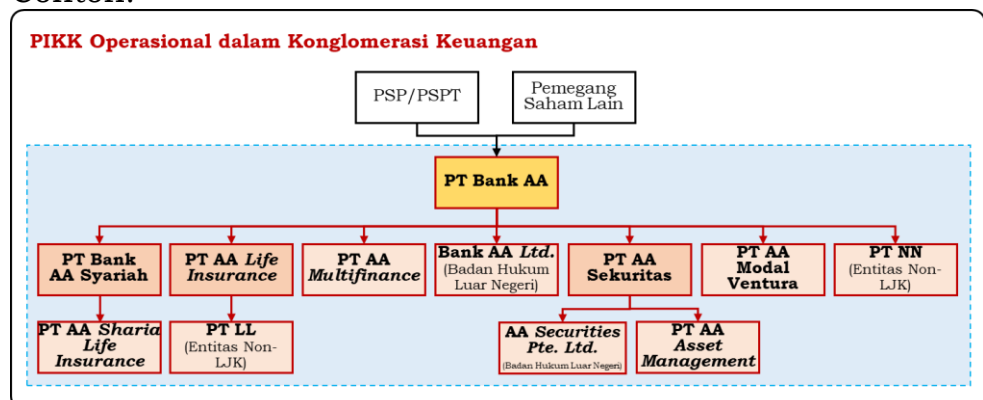 PIKK Operasional dalam Konglomerasi Keuangan
PSP/PSPT
Pemegang
Saham Lain
PT Bank AA
PT Bank
AA Syariah
PT AA Life
Insurance
PT AA
Multifinance
Bank AA Ltd.
(Badan Hukum
Luar Negeri)
PT AA
Sekuritas
PT AA
Modal
Ventura
PT NN
(Entitas Non-
LJK)
PT AA Sharia
Life
Insurance
PT LL
(Entitas Non-
LJK)
AA Securities
Pte. Ltd.
(Badan Hukum Luar Negeri)
PT AA
Asset
Management